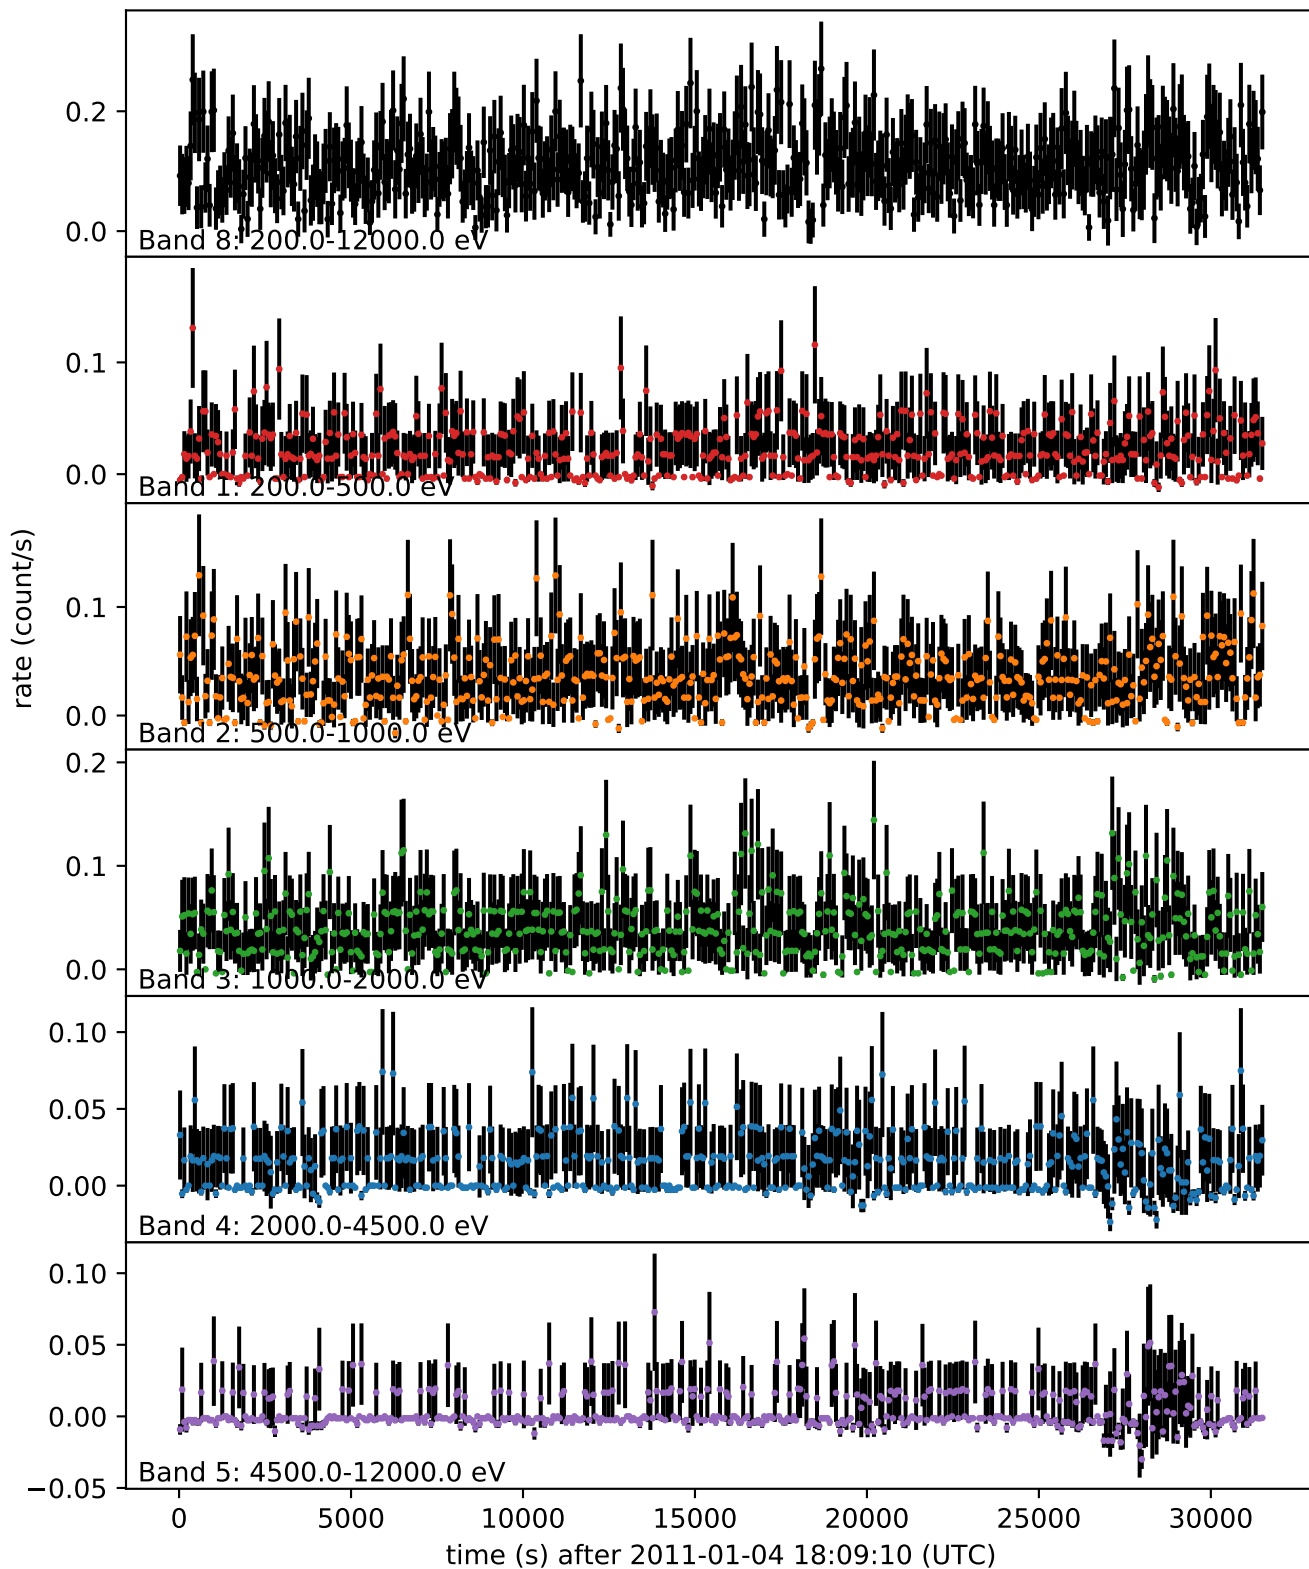 0.2
0.0
Band 8: 200.0-12000.0 eV
0.1
0.0
Band 1: 200.0-500.0 eV
rate (count/s)
0.1
0.0
Band 2: 500.0-1000.0 eV
0.2
0.1
0.0
Band 3: 1000.0-2000.0 eV
0.10
0.05
0.00
Band 4: 2000.0-4500.0 eV
0.10
0.05
0.00
−0.05
Band 5: 4500.0-12000.0 eV
0 5000 10000 15000 20000 25000 30000
time (s) after 2011-01-04 18:09:10 (UTC)